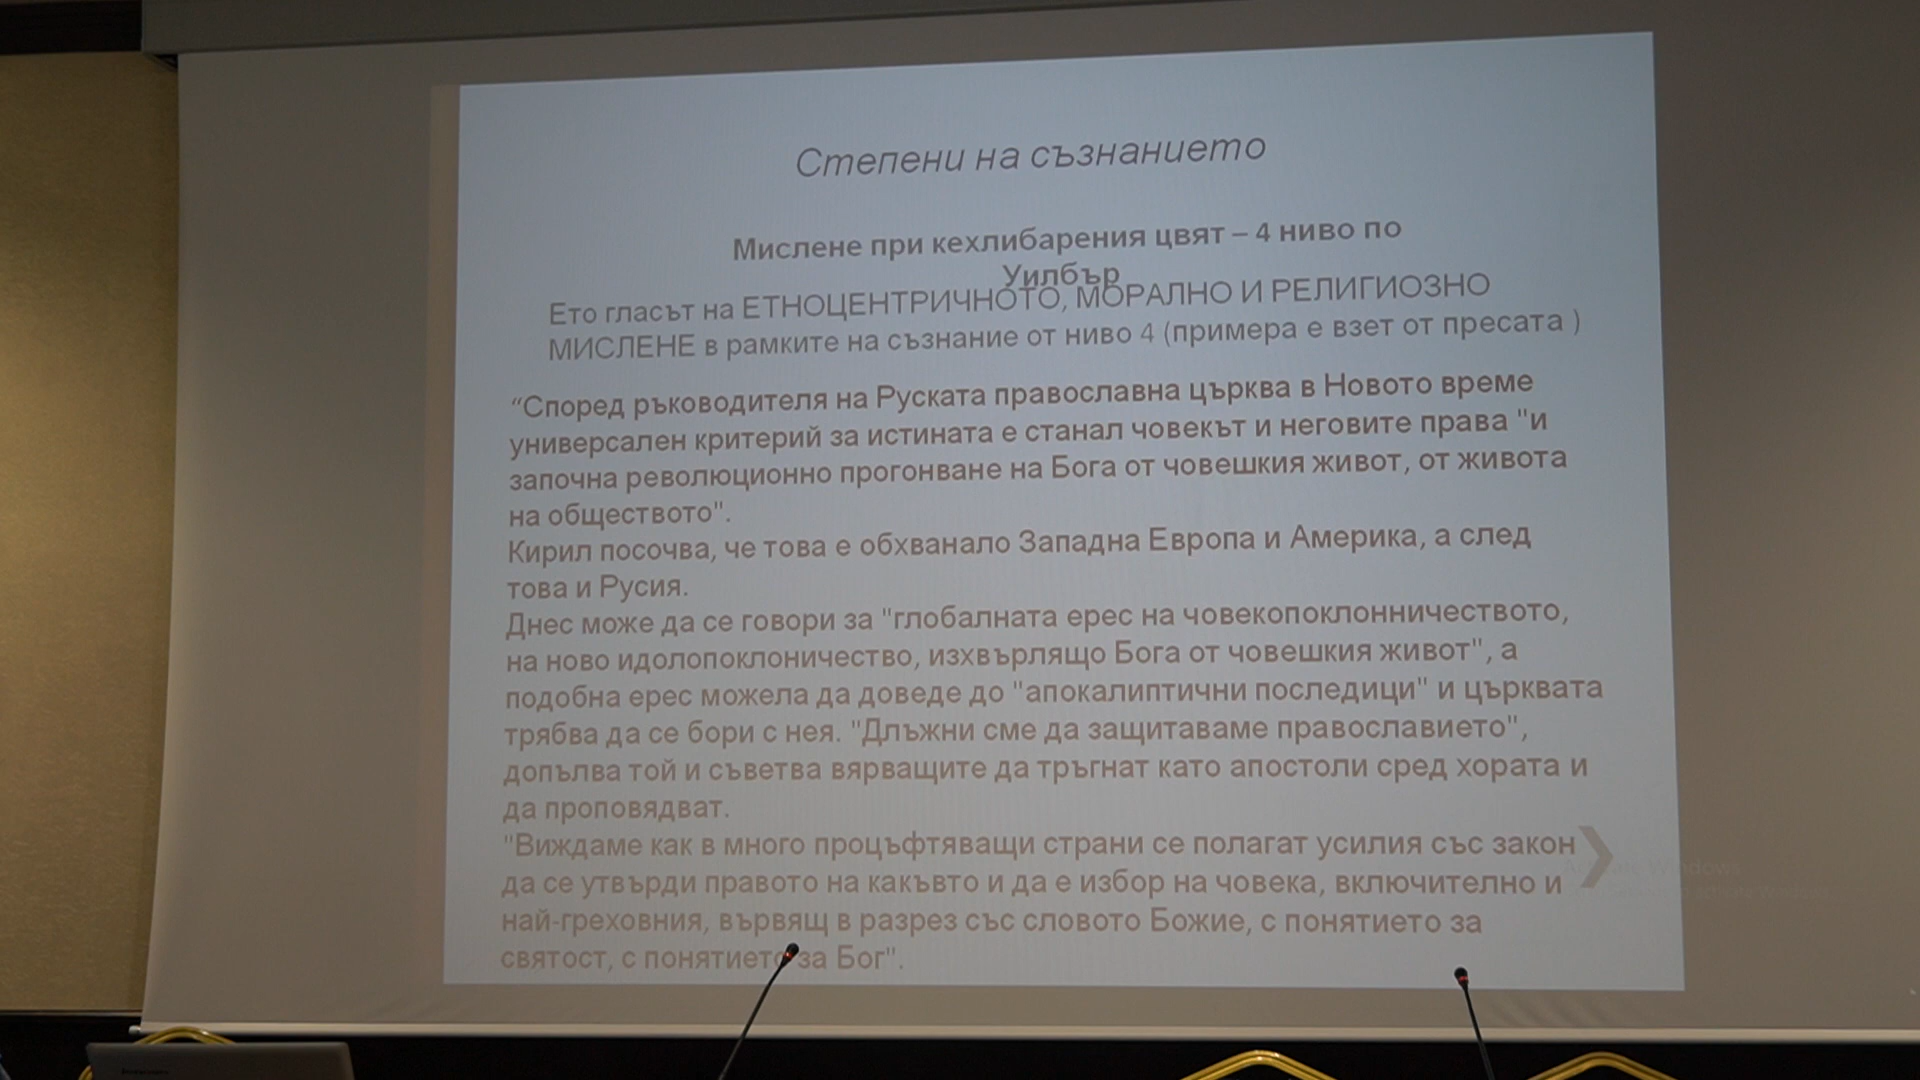 Степени на съзнанието
Мислене при кехлибарения цвят – 4 ниво по
Уилбър
Ето гласът на ЕТНОЦЕНТРИЧНОТО, МОРАЛНО И РЕЛИГИОЗНО
МИСЛЕНЕ в рамките на съзнание от ниво 4 (примера е взет от пресата )
“Според ръководителя на Руската православна църква в Новото време
универсален критерий за истината е станал човекът и неговите права "и
започна революционно прогонване на Бога от човешкия живот, от живота
на обществото".
Кирил посочва, че това е обхванало Западна Европа и Америка, а след
това и Русия.
Днес може да се говори за "глобалната ерес на човекопоклонничеството,
на ново идолопоклоничество, изхвърлящо Бога от човешкия живот", а
подобна ерес можела да доведе до "апокалиптични последици" и църквата
трябва да се бори с нея. "Длъжни сме да защитаваме православието",
допълва той и съветва вярващите да тръгнат като апостоли сред хората и
да проповядват.
"Виждаме как в много процъфтяващи страни се полагат усилия със закон
да се утвърди правото на какъвто и да е избор на човека, включително и
най-греховния, вървящ в разрез със словото Божие, с понятието за
святост, с понятието за Бог".